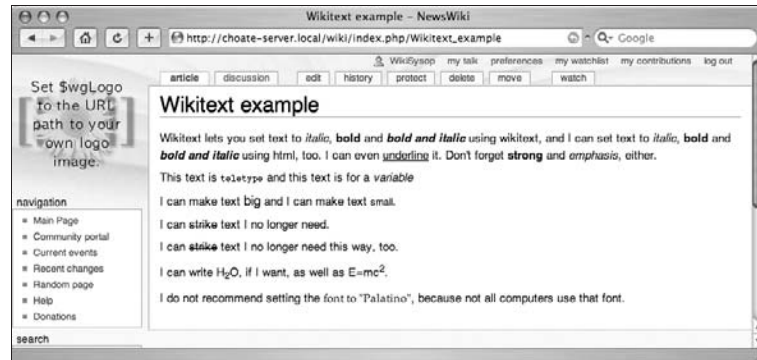 Wikitext example – NewsWiki
http://choate-server.local/wiki/index.php/Wikitext_example
Google
WikiSysop my talk preferences my watchlist my contributions log out
article discussion edit history protect delete move watch
Set $wgLogo
to the URL
path to your
own logo
image.
navigation
Main Page
Community portal
Current events
Recent changes
Random page
Help
Donations
search
Wikitext example
Wikitext lets you set text to italic, bold and bold and italic using wikitext, and I can set text to italic, bold and
bold and italic using html, too. I can even underline it. Don't forget strong and emphasis, either.
This text is teletype and this text is for a variable
I can make text big and I can make text small.
I can strike text I no longer need.
I can strike text I no longer need this way, too.
I can write H₂O, if I want, as well as E=mc².
I do not recommend setting the font to "Palatino", because not all computers use that font.